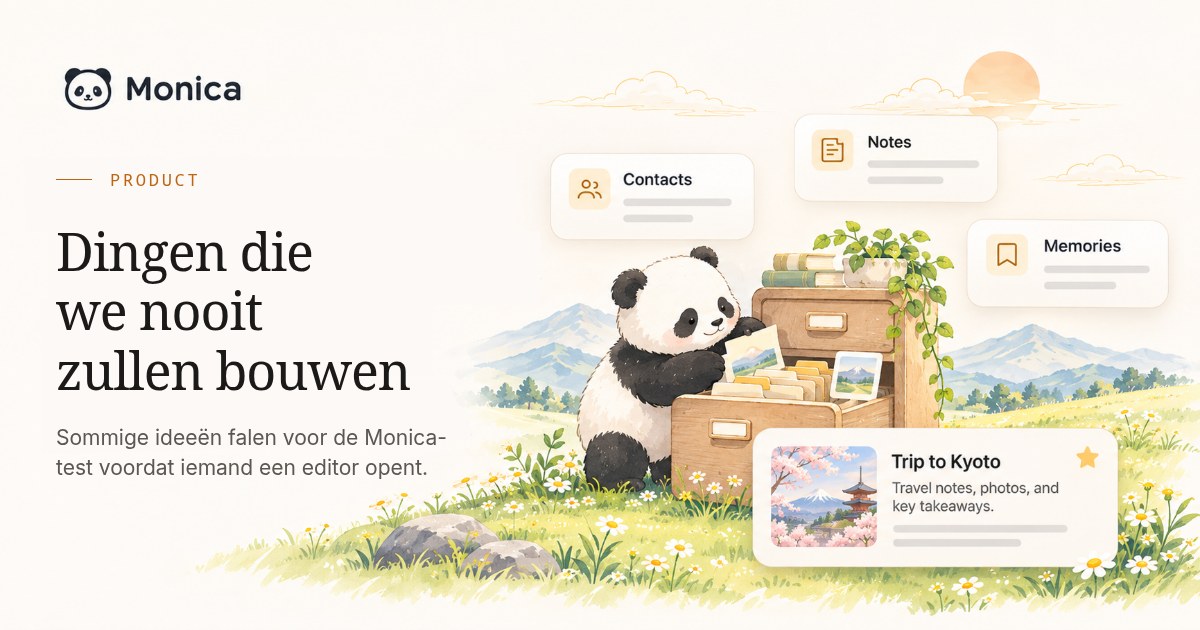 Monica
PRODUCT
Dingen die
we nooit
zullen bouwen
Sommige ideeën falen voor de Monica-
test voordat iemand een editor opent.
Contacts
Notes
Memories
Trip to Kyoto
Travel notes, photos, and
key takeaways.